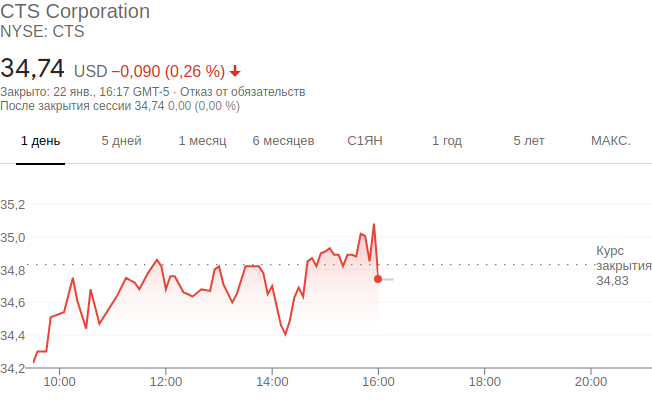 CTS Corporation
NYSE: CTS
34,74 USD −0,090 (0,26 %)
Закрыто: 22 янв., 16:17 GMT-5 · Отказ от обязательств
После закрытия сессии 34,74 0,00 (0,00 %)
1 день 5 дней 1 месяц 6 месяцев С1ЯН 1 год 5 лет МАКС.
35,2
35,0
34,8
34,6
34,4
34,2
Курс
закрытия
34,83
10:00 12:00 14:00 16:00 18:00 20:00